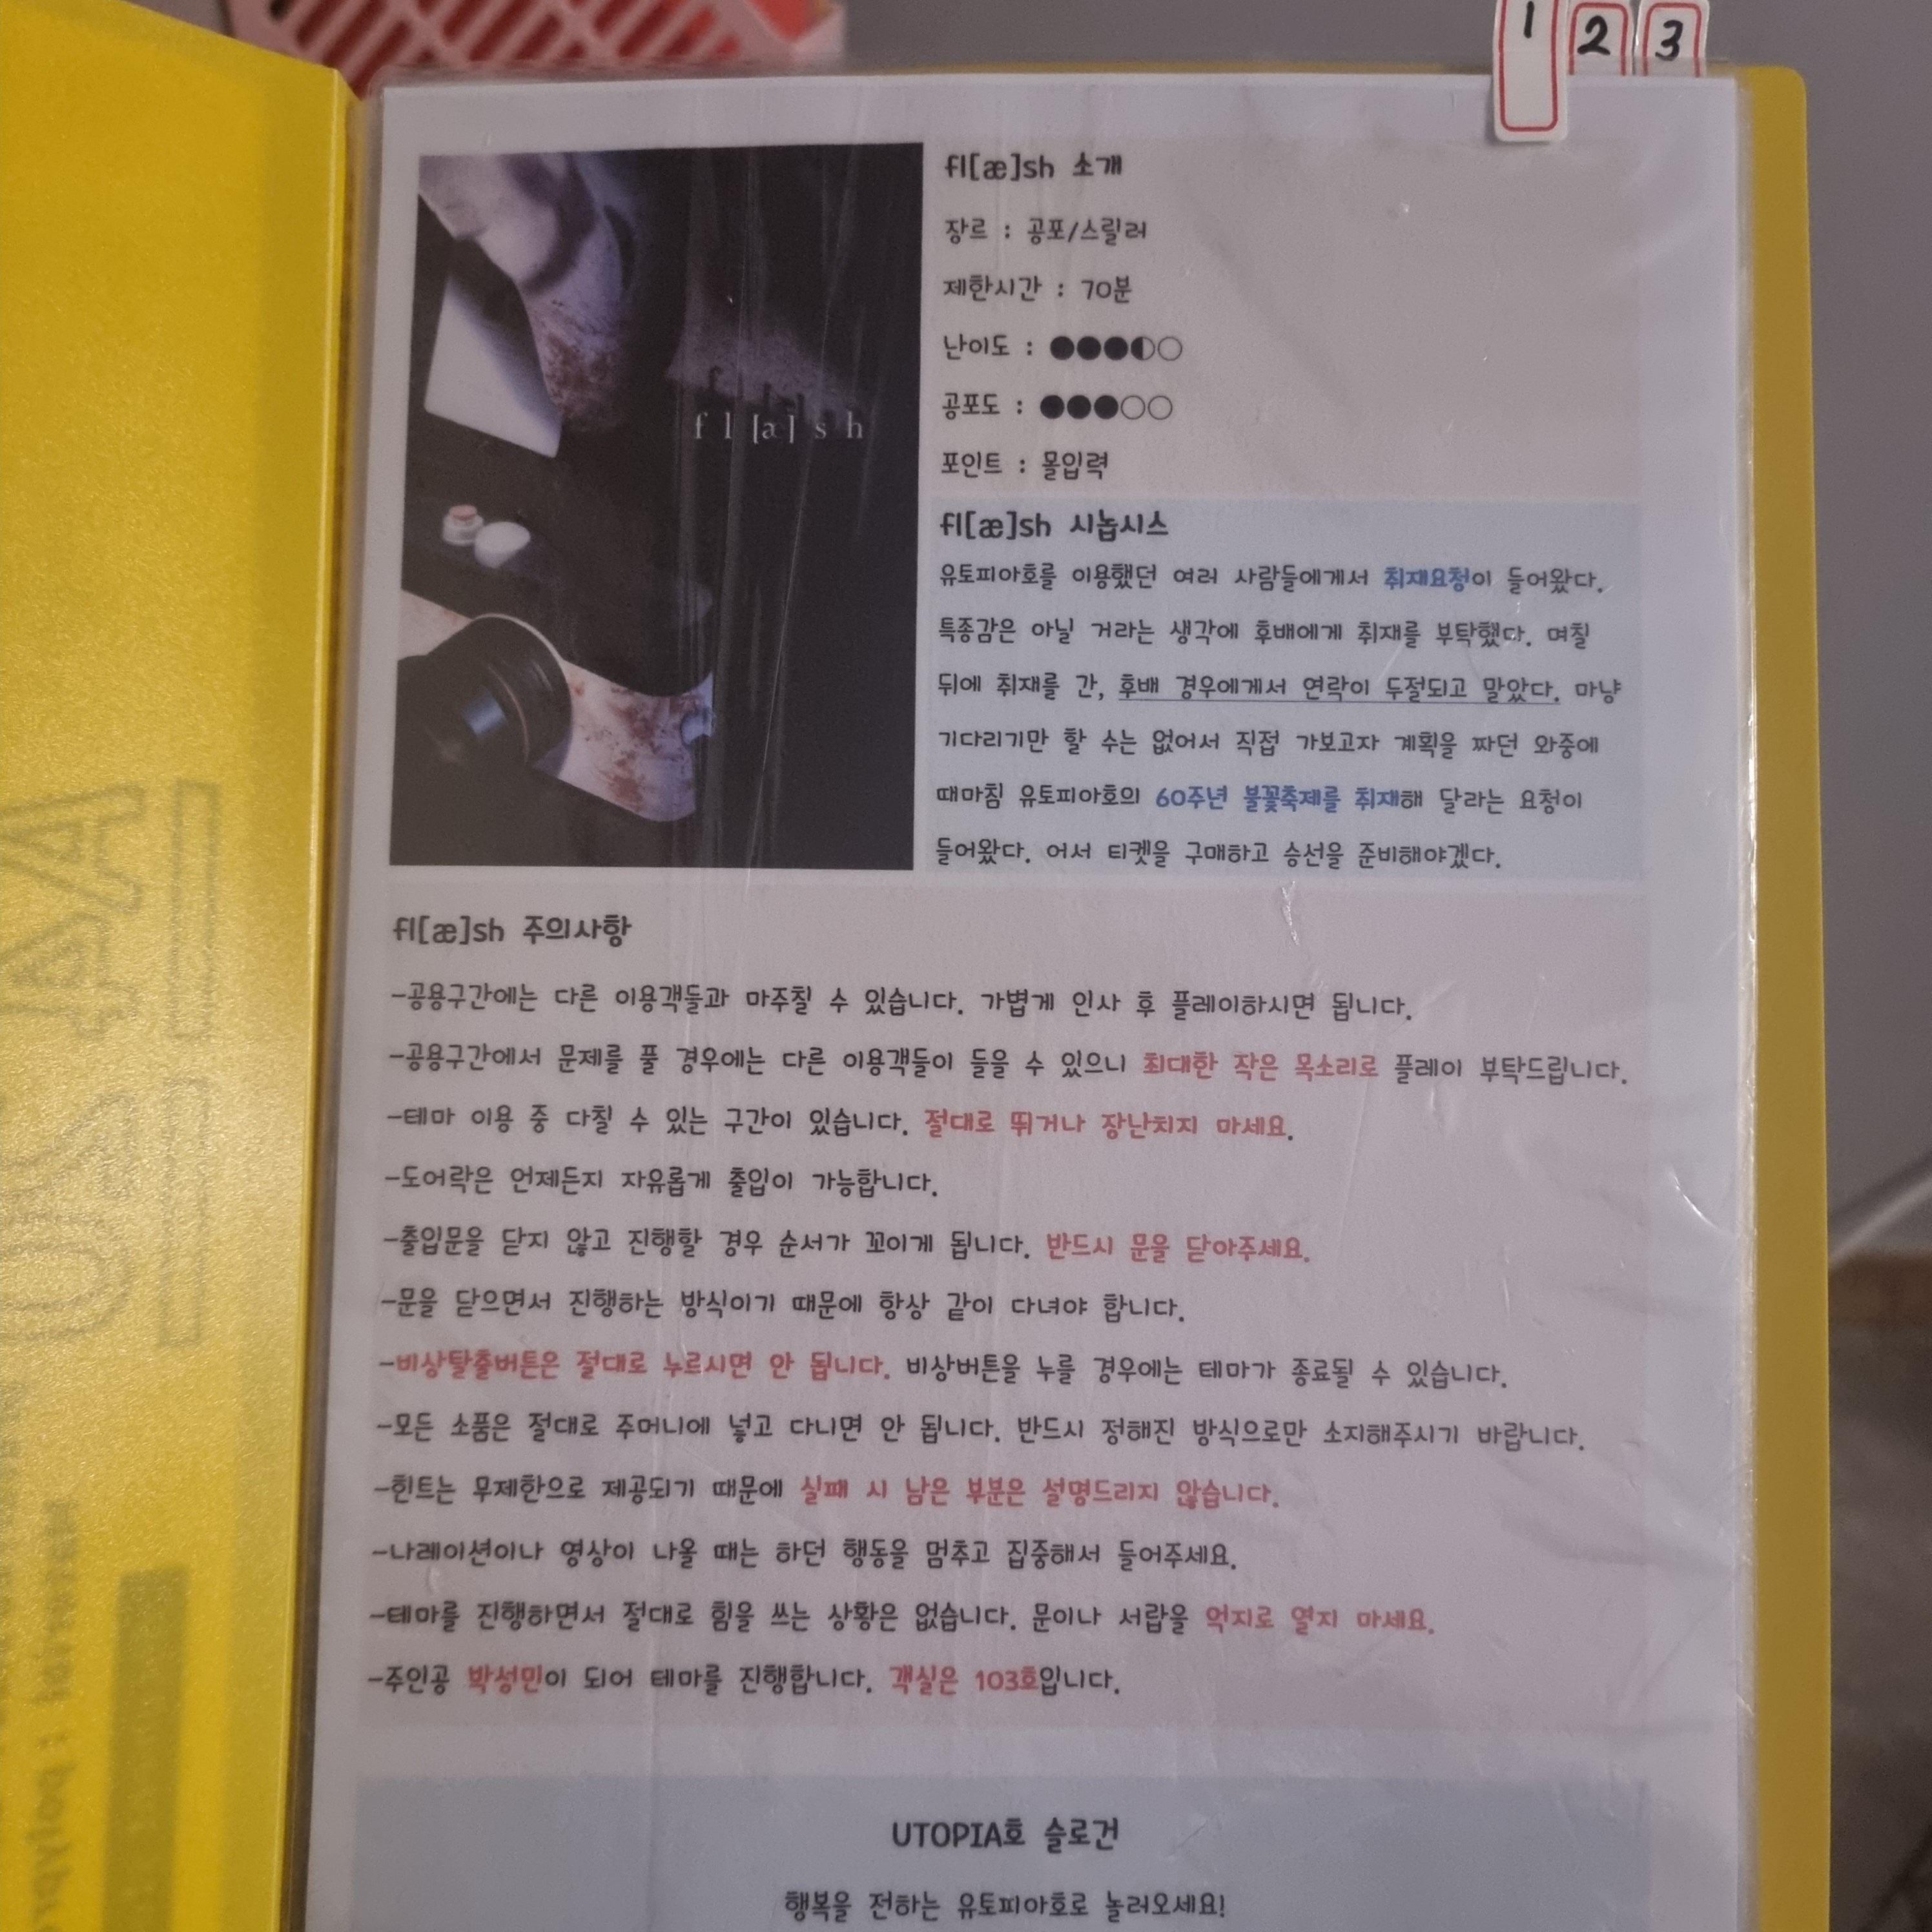 1
2
3
fl[æ]sh 소개
장르 : 공포/스릴러
제한시간 : 70분
난이도 : ●●●◐○
공포도 : ●●●○○
포인트 : 몰입력
f l [æ] s h
fl[æ]sh 시놉시스
유토피아호를 이용했던 여러 사람들에게서 취재요청이 들어왔다.
특종감은 아닐 거라는 생각에 후배에게 취재를 부탁했다. 며칠
뒤에 취재를 간, 후배 경우에게서 연락이 두절되고 말았다. 마냥
기다리기만 할 수는 없어서 직접 가보고자 계획을 짜던 와중에
때마침 유토피아호의 60주년 불꽃축제를 취재해 달라는 요청이
들어왔다. 어서 티켓을 구매하고 승선을 준비해야겠다.
fl[æ]sh 주의사항
-공용구간에는 다른 이용객들과 마주칠 수 있습니다. 가볍게 인사 후 플레이하시면 됩니다.
-공용구간에서 문제를 풀 경우에는 다른 이용객들이 들을 수 있으니 최대한 작은 목소리로 플레이 부탁드립니다.
-테마 이용 중 다칠 수 있는 구간이 있습니다. 절대로 뛰거나 장난치지 마세요.
-도어락은 언제든지 자유롭게 출입이 가능합니다.
-출입문을 닫지 않고 진행할 경우 순서가 꼬이게 됩니다. 반드시 문을 닫아주세요.
-문을 닫으면서 진행하는 방식이기 때문에 항상 같이 다녀야 합니다.
-비상탈출버튼은 절대로 누르시면 안 됩니다. 비상버튼을 누를 경우에는 테마가 종료될 수 있습니다.
-모든 소품은 절대로 주머니에 넣고 다니면 안 됩니다. 반드시 정해진 방식으로만 소지해주시기 바랍니다.
-힌트는 무제한으로 제공되기 때문에 실패 시 남은 부분은 설명드리지 않습니다.
-나레이션이나 영상이 나올 때는 하던 행동을 멈추고 집중해서 들어주세요.
-테마를 진행하면서 절대로 힘을 쓰는 상황은 없습니다. 문이나 서랍을 억지로 열지 마세요.
-주인공 박성민이 되어 테마를 진행합니다. 객실은 103호입니다.
UTOPIA호 슬로건
행복을 전하는 유토피아호로 놀러오세요!